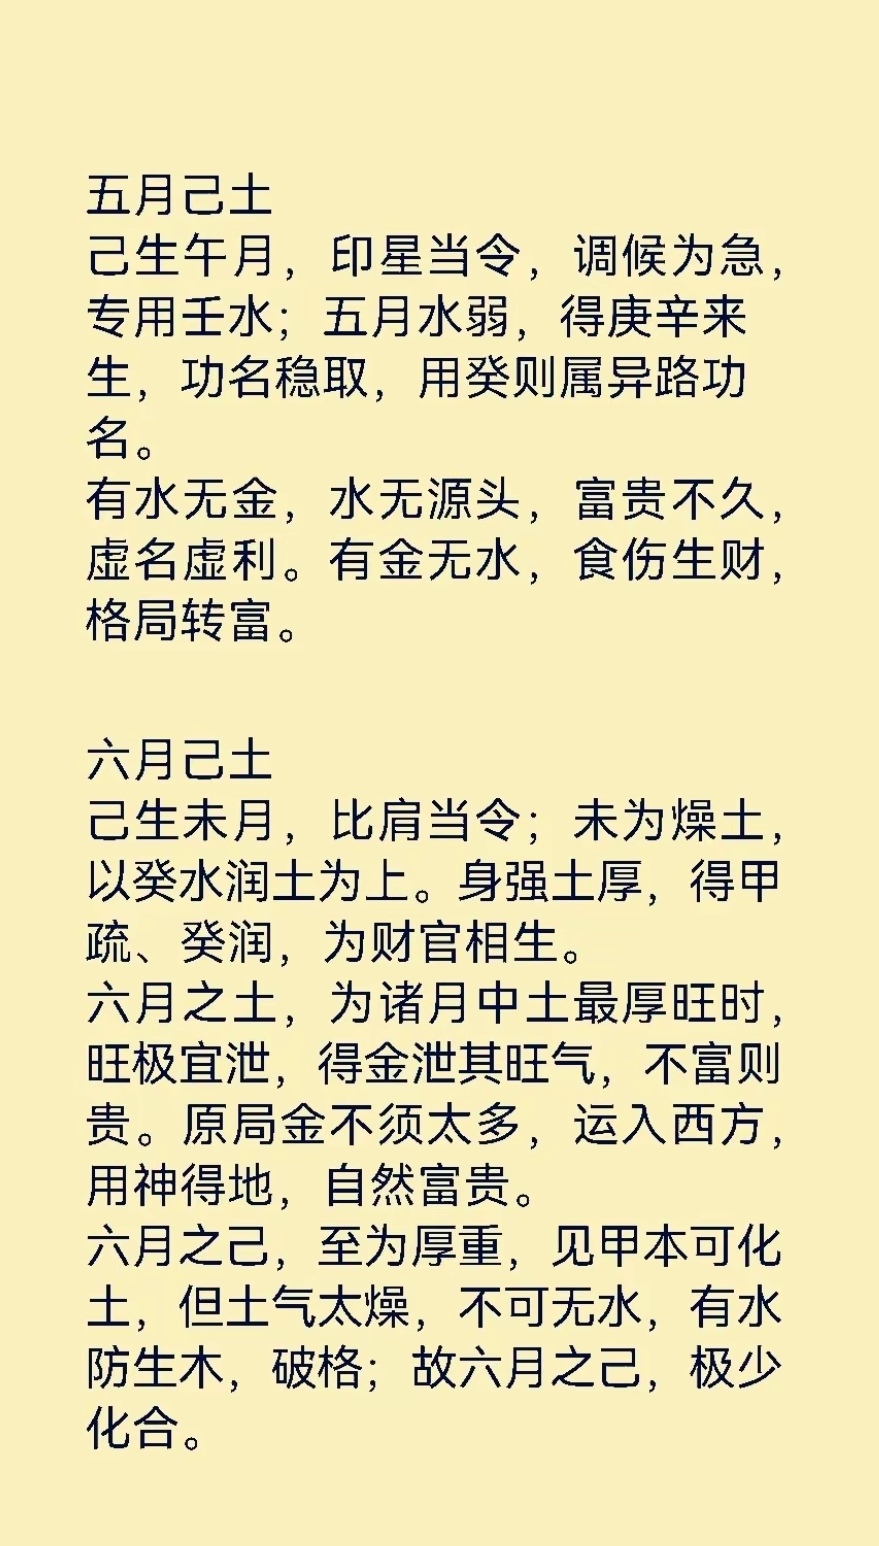 五月己土
己生午月，印星当令，调候为急，
专用壬水；五月水弱，得庚辛来
生，功名稳取，用癸则属异路功
名。
有水无金，水无源头，富贵不久，
虚名虚利。有金无水，食伤生财，
格局转富。
六月己土
己生未月，比肩当令；未为燥土，
以癸水润土为上。身强土厚，得甲
疏、癸润，为财官相生。
六月之土，为诸月中土最厚旺时，
旺极宜泄，得金泄其旺气，不富则
贵。原局金不须太多，运入西方，
用神得地，自然富贵。
六月之己，至为厚重，见甲本可化
土，但土气太燥，不可无水，有水
防生木，破格；故六月之己，极少
化合。